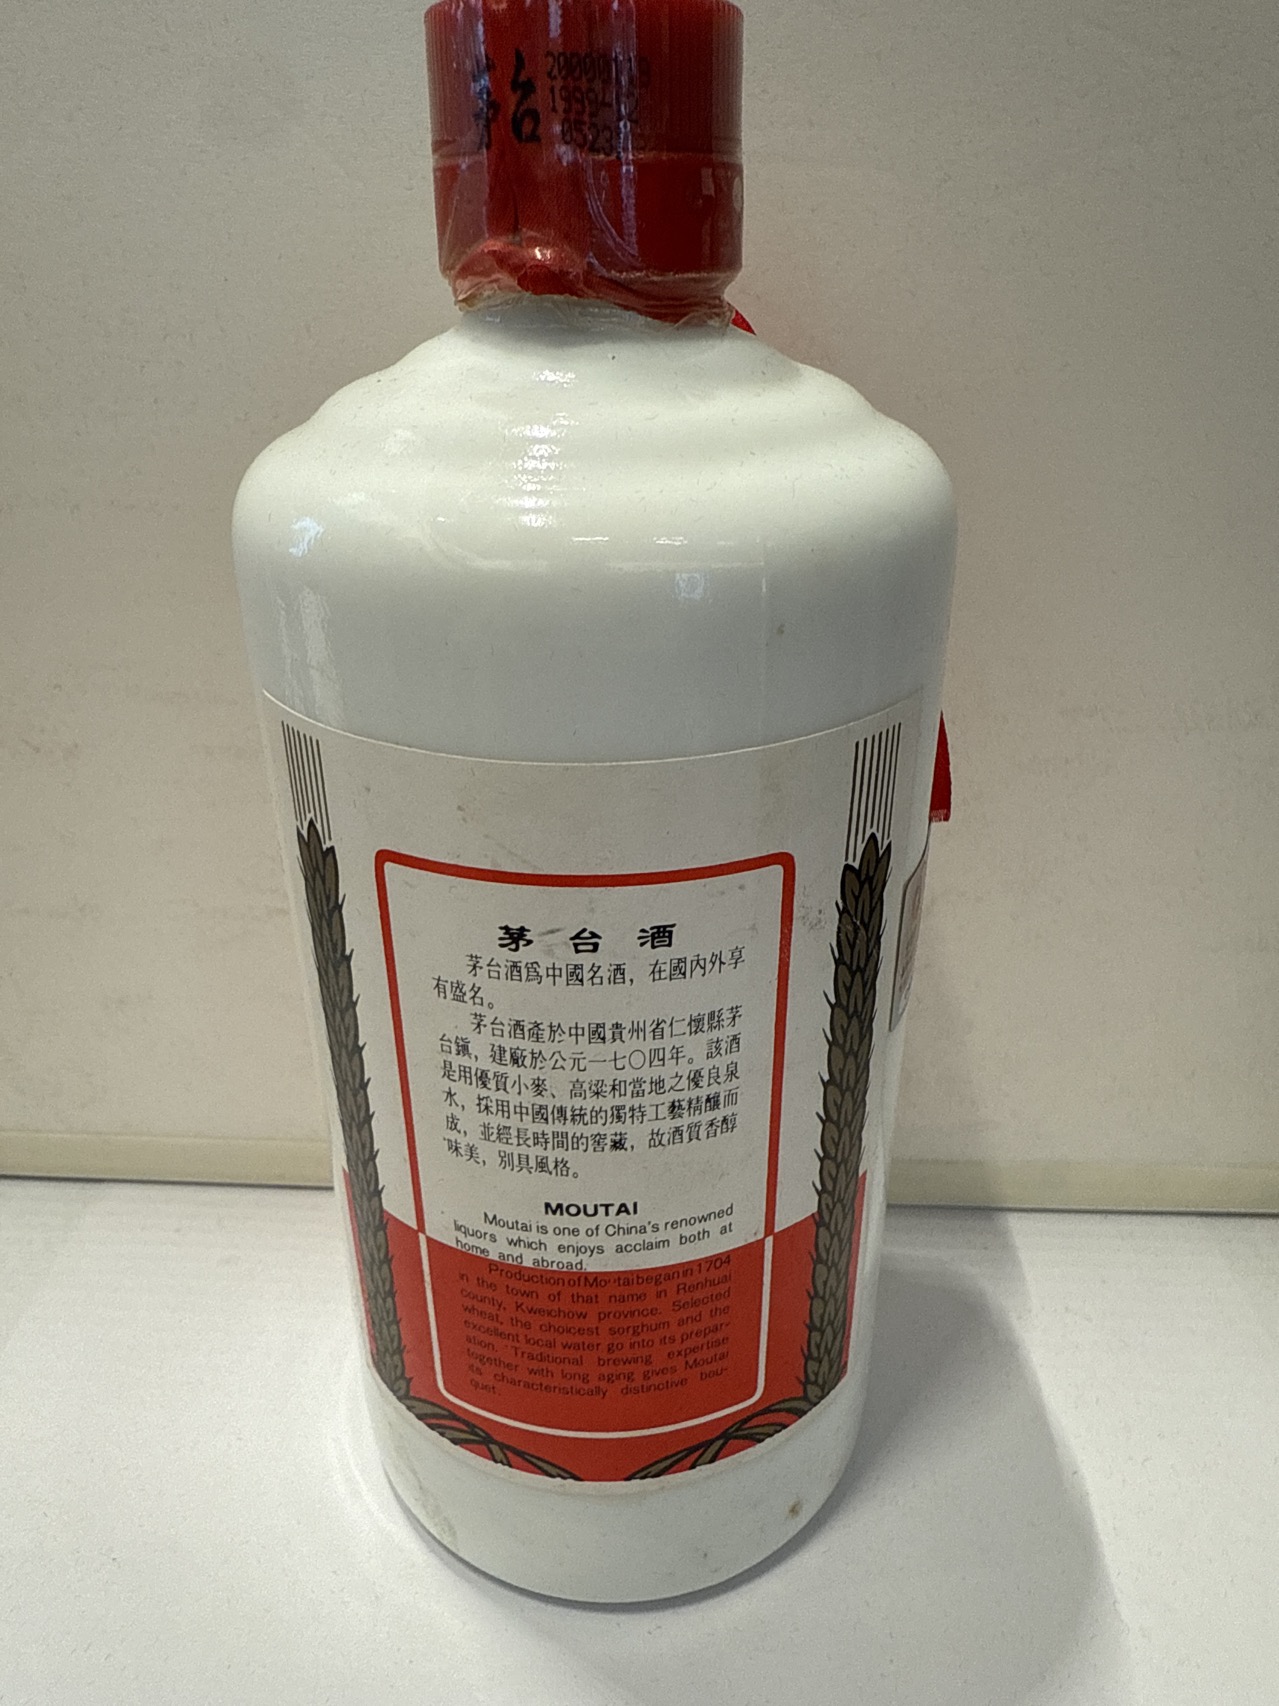 茅台
20000118
1999-12
0523
茅台酒
茅台酒爲中國名酒，在國內外享
有盛名。
茅台酒產於中國貴州省仁懷縣茅
台鎭，建廠於公元一七〇四年。該酒
是用優質小麥、高粱和當地之優良泉
水，採用中國傳統的獨特工藝精釀而
成，並經長時間的窖藏，故酒質香醇
味美，別具風格。
MOUTAI
Moutai is one of China's renowned
liquors which enjoys acclaim both at
home and abroad.
Production of Moutai began in 1704
in the town of that name in Renhuai
county, Kweichow province. Selected
wheat, the choicest sorghum and the
excellent local water go into its prepar-
ation. Traditional brewing expertise
together with long aging gives Moutai
its characteristically distinctive bou-
quet.